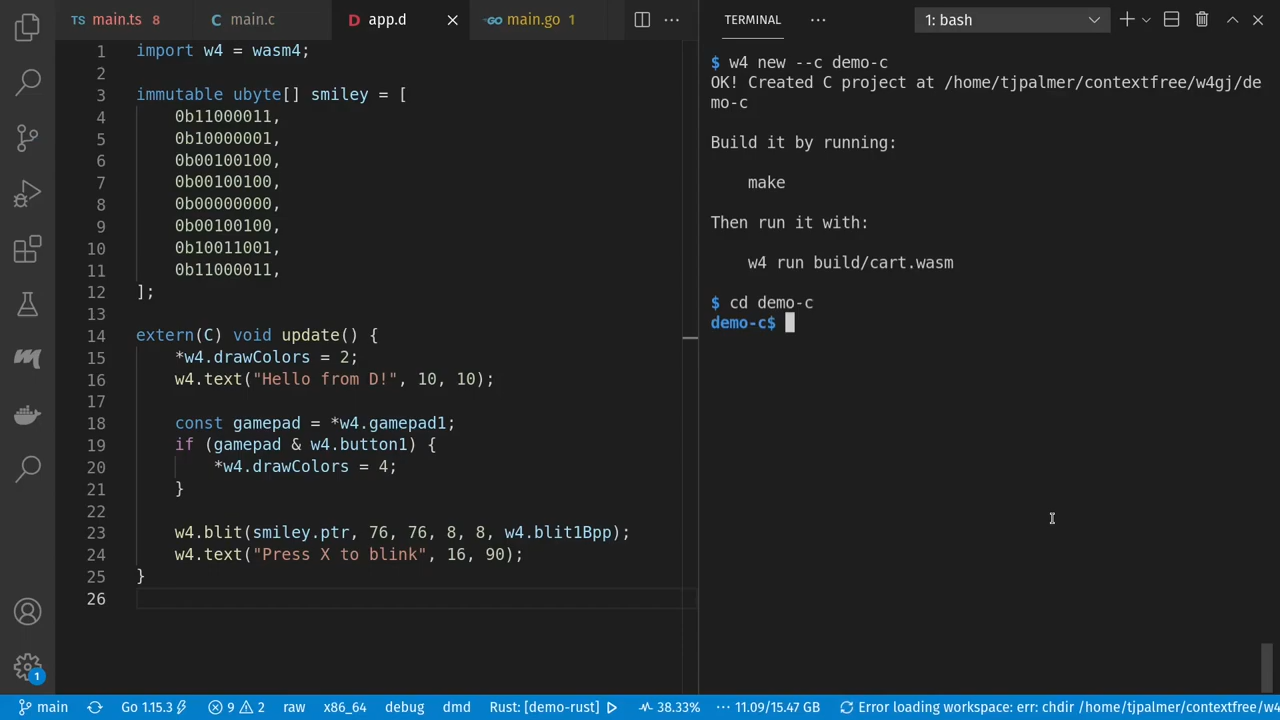 main.ts 8
main.c
app.d
main.go 1
import w4 = wasm4;
immutable ubyte[] smiley = [
0b11000011,
0b10000001,
0b00100100,
0b00100100,
0b00000000,
0b00100100,
0b10011001,
0b11000011,
];
extern(C) void update() {
*w4.drawColors = 2;
w4.text("Hello from D!", 10, 10);
const gamepad = *w4.gamepad1;
if (gamepad & w4.button1) {
*w4.drawColors = 4;
}
w4.blit(smiley.ptr, 76, 76, 8, 8, w4.blit1Bpp);
w4.text("Press X to blink", 16, 90);
}
1
2
3
4
5
6
7
8
9
10
11
12
13
14
15
16
17
18
19
20
21
22
23
24
25
26
TERMINAL
1: bash
$ w4 new --c demo-c
OK! Created C project at /home/tjpalmer/contextfree/w4gj/de
mo-c
Build it by running:
make
Then run it with:
w4 run build/cart.wasm
$ cd demo-c
demo-c$
1
main
Go 1.15.3
9
2
raw
x86_64
debug
dmd
Rust: [demo-rust]
38.33%
11.09/15.47 GB
Error loading workspace: err: chdir /home/tjpalmer/contextfree/w4